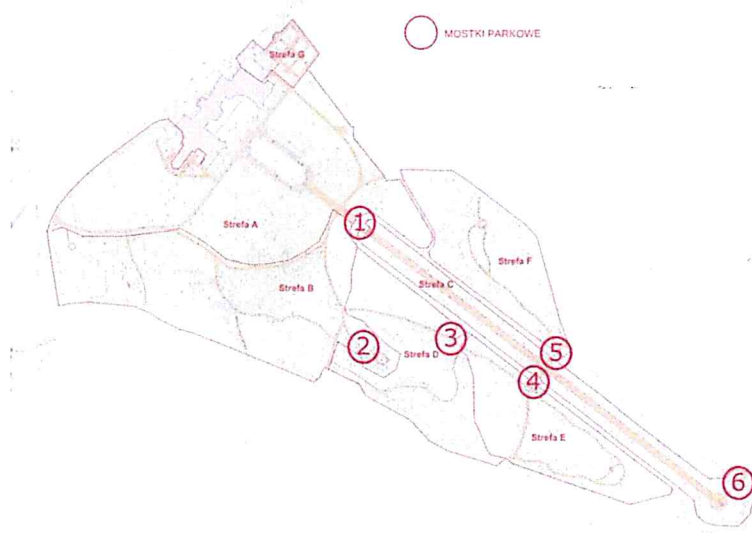 MOSTKI PARKOWE
Strefa G
1
Strefa A
Strefa F
Strefa B
Strefa C
3
2
Strefa D
5
4
Strefa E
6